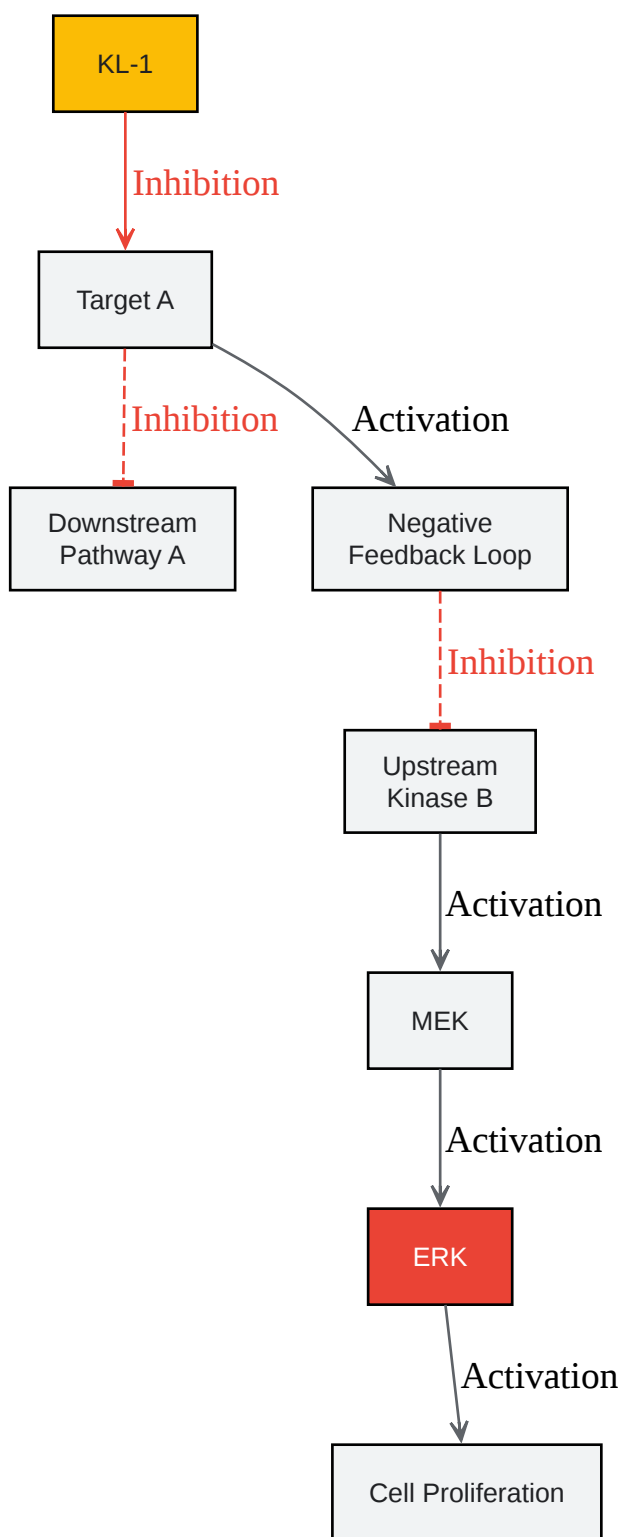 KL-1
Inhibition
Target A
Inhibition
Activation
Downstream
Pathway A
Negative
Feedback Loop
Inhibition
Upstream
Kinase B
Activation
MEK
Activation
ERK
Activation
Cell Proliferation